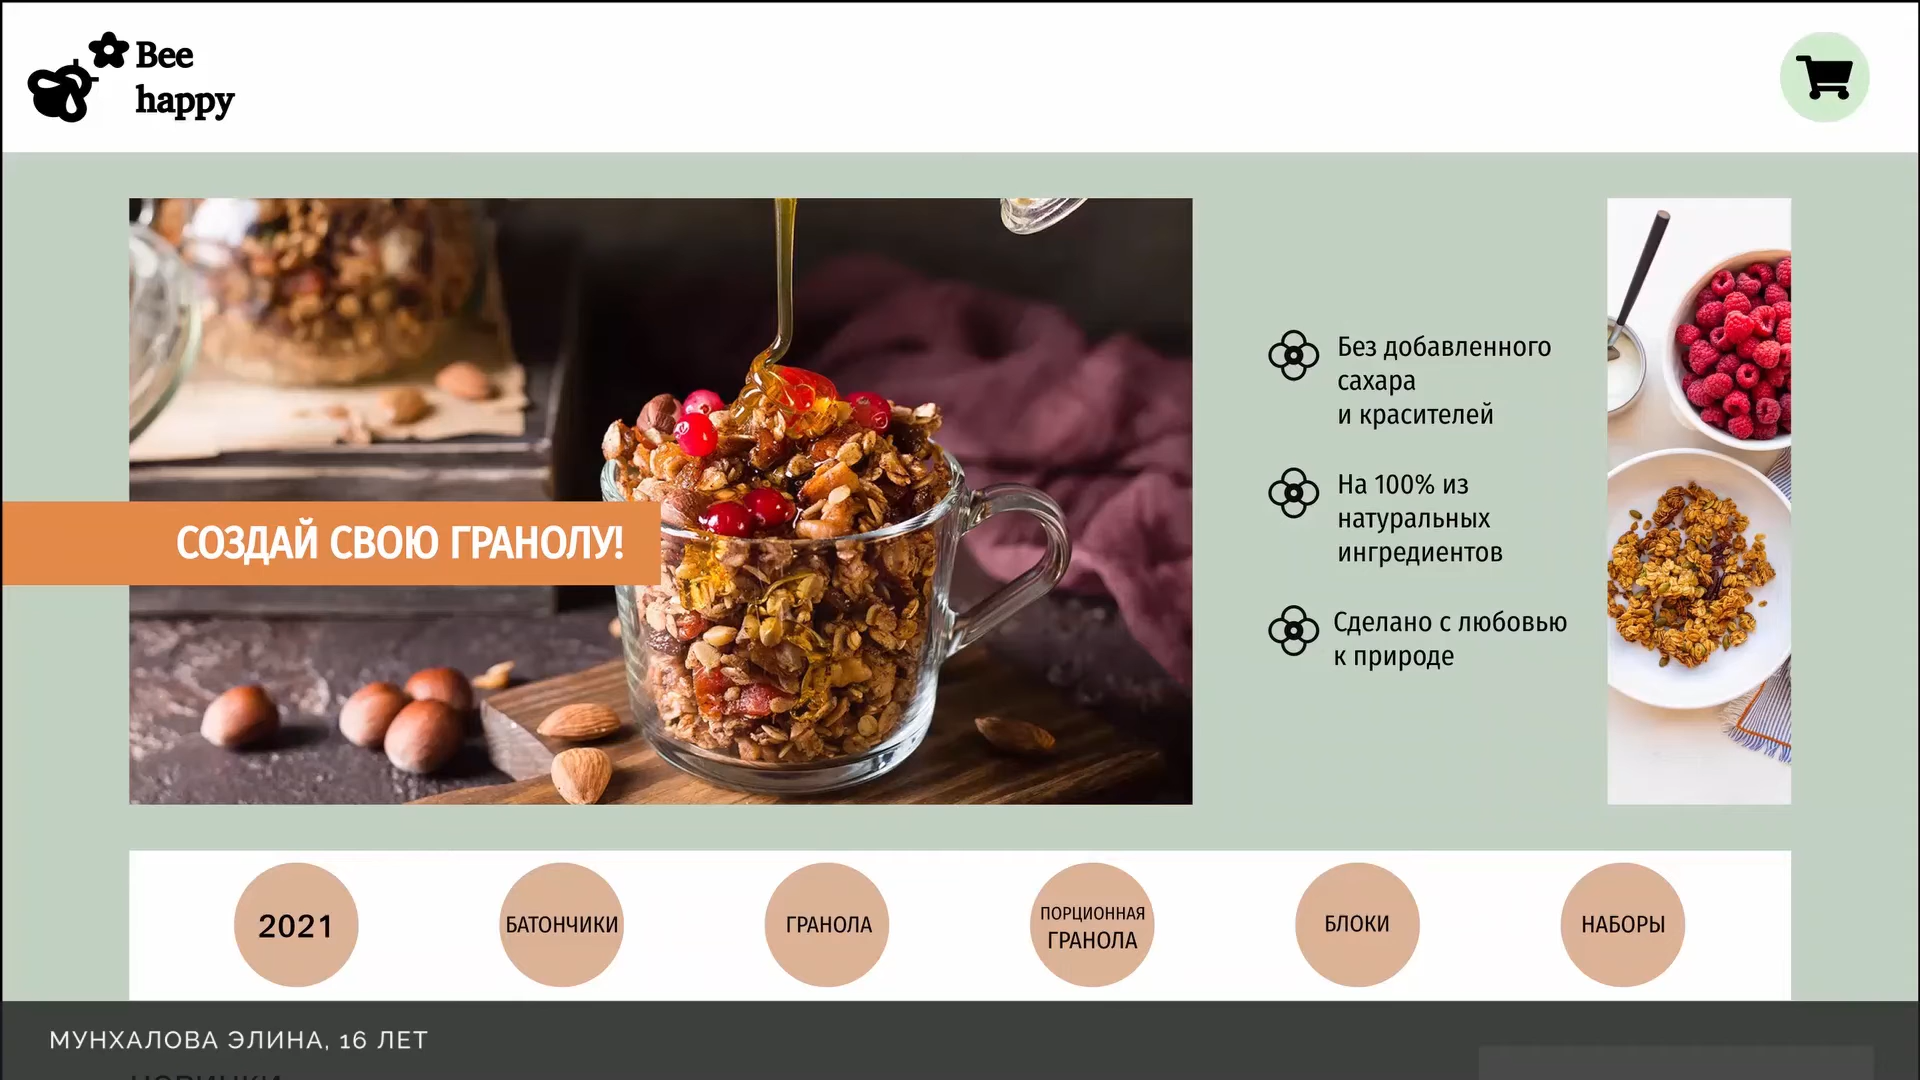 Bee
happy
СОЗДАЙ СВОЮ ГРАНОЛУ!
Без добавленного
сахара
и красителей
На 100% из
натуральных
ингредиентов
Сделано с любовью
к природе
2021
БАТОНЧИКИ
ГРАНОЛА
ПОРЦИОННАЯ
ГРАНОЛА
БЛОКИ
НАБОРЫ
МУНХАЛОВА ЭЛИНА, 16 ЛЕТ